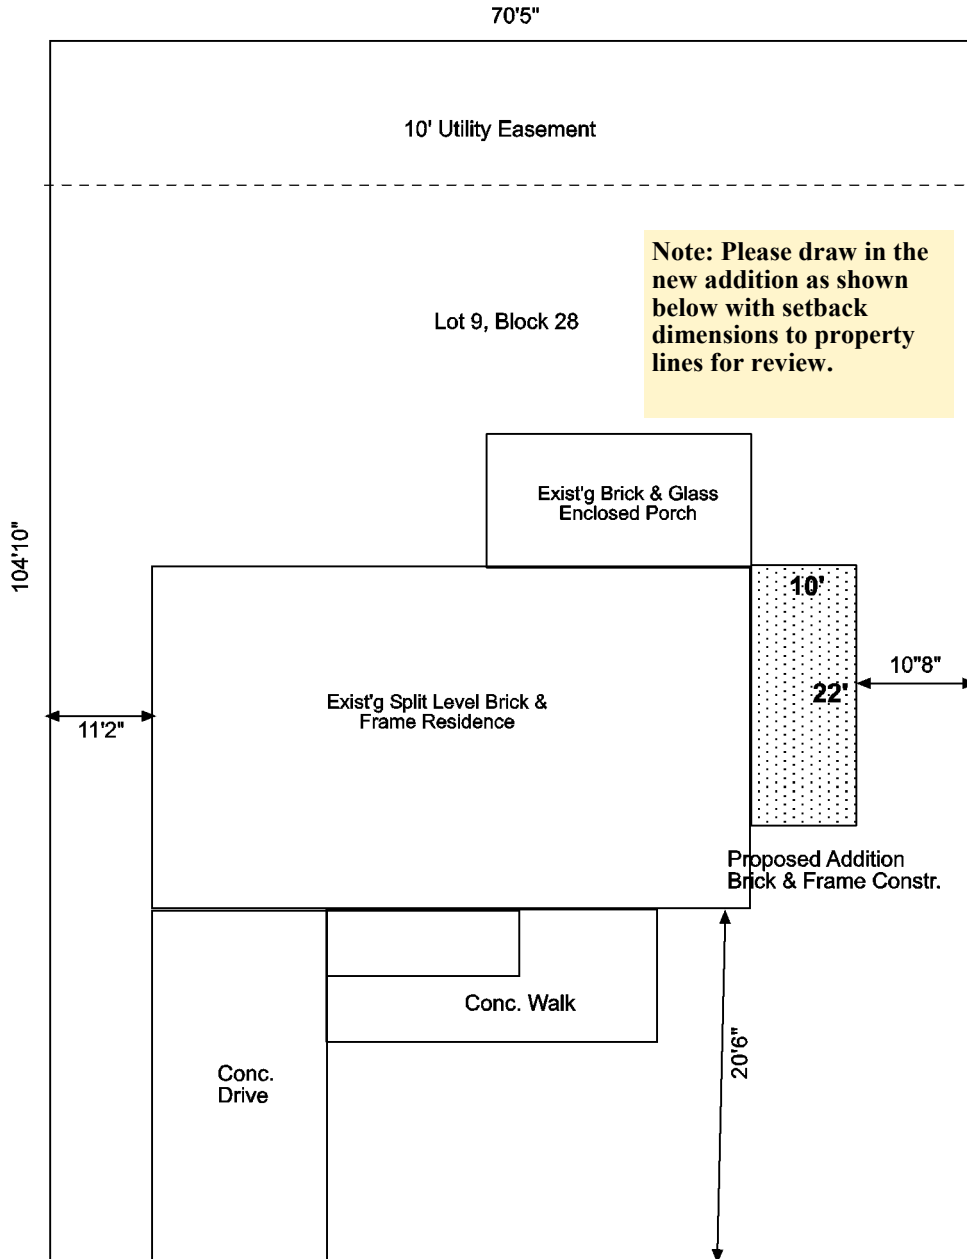 70'5"
10' Utility Easement
Note: Please draw in the
new addition as shown
below with setback
dimensions to property
lines for review.
Lot 9, Block 28
Exist'g Brick & Glass
Enclosed Porch
104'10"
10'
10"8"
22'
Exist'g Split Level Brick &
Frame Residence
11'2"
Proposed Addition
Brick & Frame Constr.
Conc. Walk
20'6"
Conc.
Drive